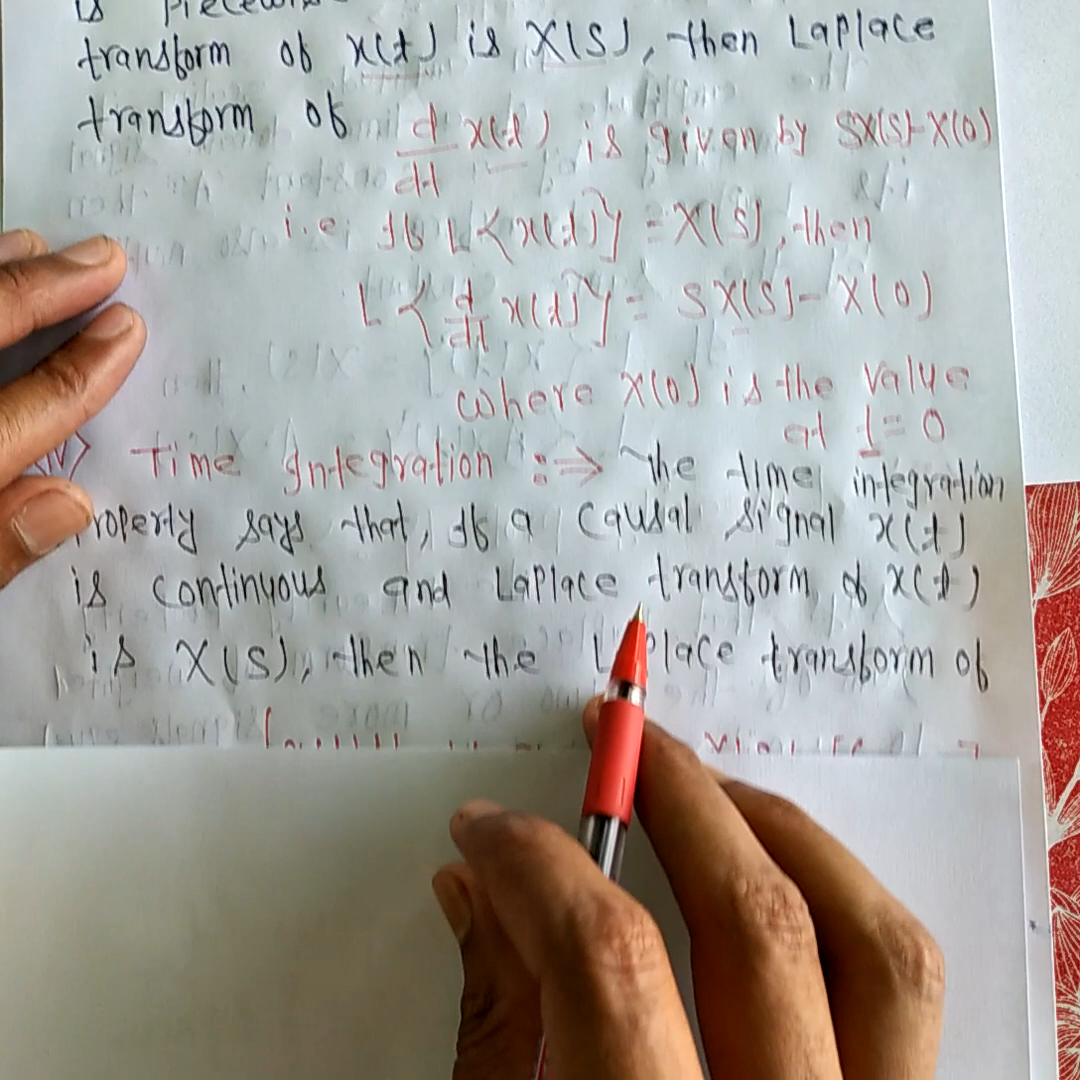 is
transform of x(t) is X(S), then Laplace
transform of d/dt x(t) is given by SX(S)-X(0)
i.e; If L{x(t)} = X(S), then
L{d/dt x(t)} = SX(S) - X(0)
where X(0) is the value
at t=0
iv> Time Integration :⇒ The time integration
property says that, If a causal signal x(t)
is continuous and Laplace transform of x(t)
is X(S), then the Laplace transform of